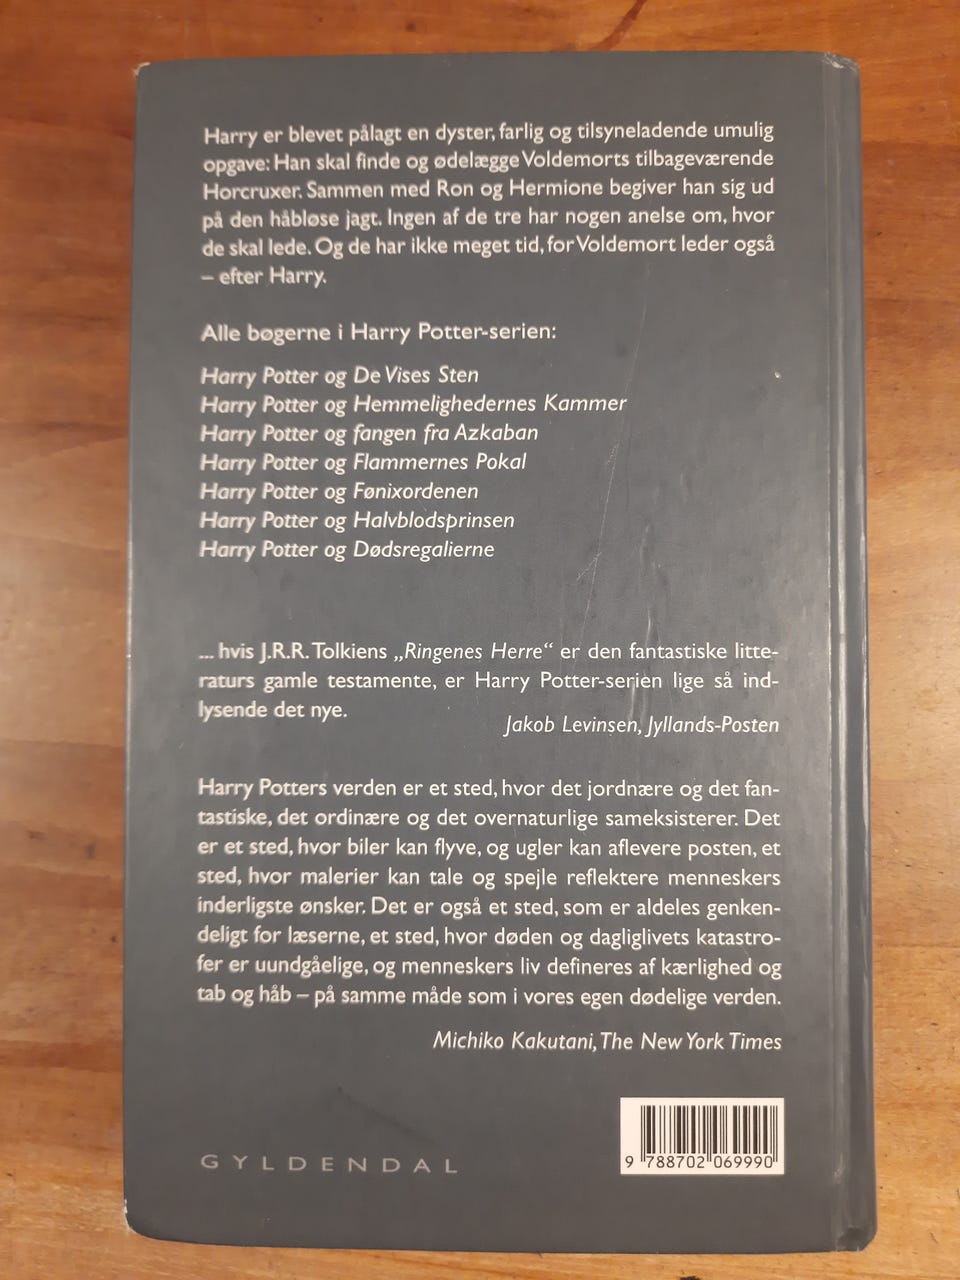 Harry er blevet pålagt en dyster, farlig og tilsyneladende umulig
opgave: Han skal finde og ødelægge Voldemorts tilbageværende
Horcruxer. Sammen med Ron og Hermione begiver han sig ud
på den håbløse jagt. Ingen af de tre har nogen anelse om, hvor
de skal lede. Og de har ikke meget tid, for Voldemort leder også
– efter Harry.
Alle bøgerne i Harry Potter-serien:
Harry Potter og De Vises Sten
Harry Potter og Hemmelighedernes Kammer
Harry Potter og fangen fra Azkaban
Harry Potter og Flammernes Pokal
Harry Potter og Fønixordenen
Harry Potter og Halvblodsprinsen
Harry Potter og Dødsregalierne
... hvis J.R.R. Tolkiens „Ringenes Herre“ er den fantastiske litte-
raturs gamle testamente, er Harry Potter-serien lige så ind-
lysende det nye.
Jakob Levinsen, Jyllands-Posten
Harry Potters verden er et sted, hvor det jordnære og det fan-
tastiske, det ordinære og det overnaturlige sameksisterer. Det
er et sted, hvor biler kan flyve, og ugler kan aflevere posten, et
sted, hvor malerier kan tale og spejle reflektere menneskers
inderligste ønsker. Det er også et sted, som er aldeles genken-
deligt for læserne, et sted, hvor døden og dagliglivets katastro-
fer er uundgåelige, og menneskers liv defineres af kærlighed og
tab og håb – på samme måde som i vores egen dødelige verden.
Michiko Kakutani, The New York Times
GYLDENDAL
9 788702 069990